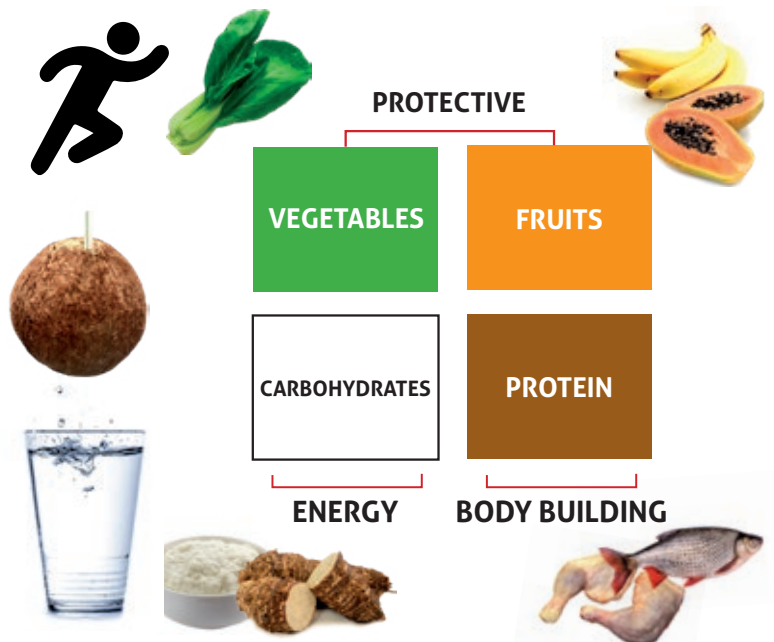 PROTECTIVE
VEGETABLES
FRUITS
CARBOHYDRATES
PROTEIN
ENERGY
BODY BUILDING